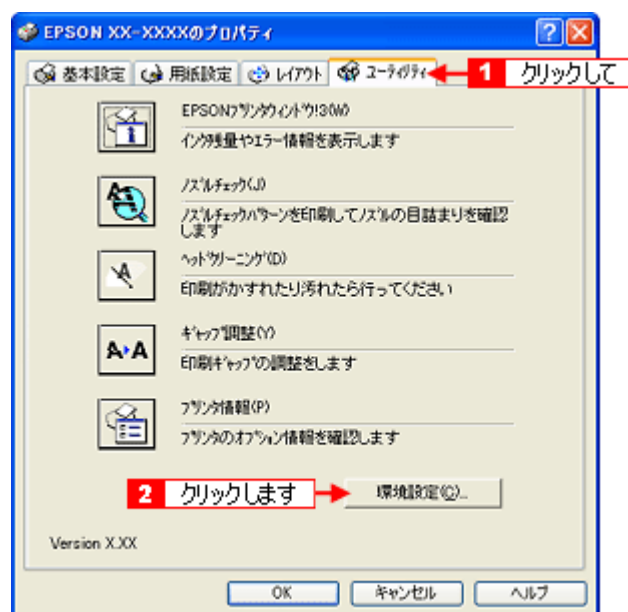 EPSON XX-XXXXのプロパティ
基本設定 用紙設定 レイアウト ユーティリティ 1 クリックして
EPSONプリンタウィンドウ!3(W)
インク残量やエラー情報を表示します
ノズルチェック(J)
ノズルチェックパターンを印刷してノズルの目詰まりを確認
します
ヘッドクリーニング(D)
印刷がかすれたり汚れたら行ってください
A▸A
ギャップ調整(Y)
印刷ギャップの調整をします
プリンタ情報(P)
プリンタのオプション情報を確認します
2 クリックします 環境設定(C)...
Version X.XX
OK キャンセル ヘルプ